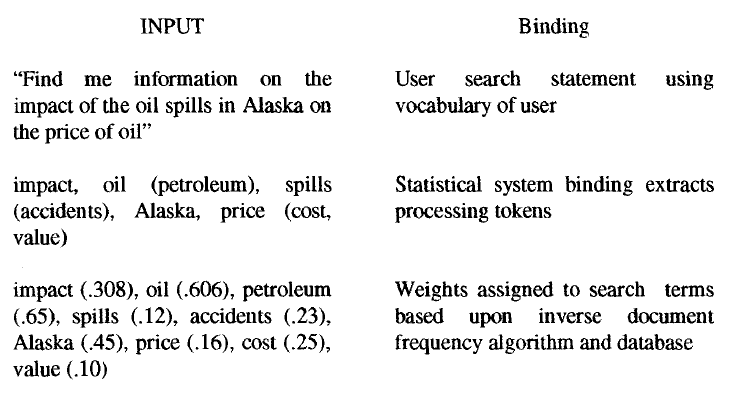 INPUT
Binding
“Find me information on the
impact of the oil spills in Alaska on
the price of oil”
User search statement using
vocabulary of user
impact, oil (petroleum), spills
(accidents), Alaska, price (cost,
value)
Statistical system binding extracts
processing tokens
impact (.308), oil (.606), petroleum
(.65), spills (.12), accidents (.23),
Alaska (.45), price (.16), cost (.25),
value (.10)
Weights assigned to search terms
based upon inverse document
frequency algorithm and database